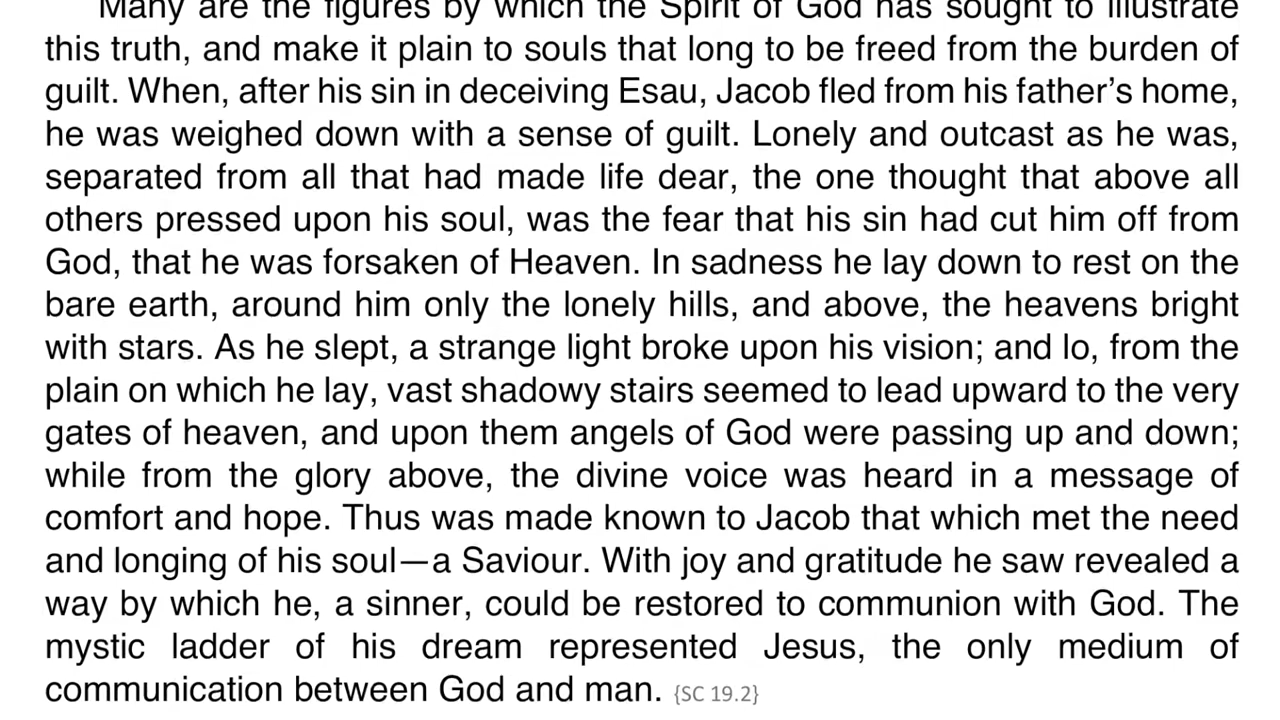 Many are the figures by which the Spirit of God has sought to illustrate
this truth, and make it plain to souls that long to be freed from the burden of
guilt. When, after his sin in deceiving Esau, Jacob fled from his father’s home,
he was weighed down with a sense of guilt. Lonely and outcast as he was,
separated from all that had made life dear, the one thought that above all
others pressed upon his soul, was the fear that his sin had cut him off from
God, that he was forsaken of Heaven. In sadness he lay down to rest on the
bare earth, around him only the lonely hills, and above, the heavens bright
with stars. As he slept, a strange light broke upon his vision; and lo, from the
plain on which he lay, vast shadowy stairs seemed to lead upward to the very
gates of heaven, and upon them angels of God were passing up and down;
while from the glory above, the divine voice was heard in a message of
comfort and hope. Thus was made known to Jacob that which met the need
and longing of his soul—a Saviour. With joy and gratitude he saw revealed a
way by which he, a sinner, could be restored to communion with God. The
mystic ladder of his dream represented Jesus, the only medium of
communication between God and man. {SC 19.2}